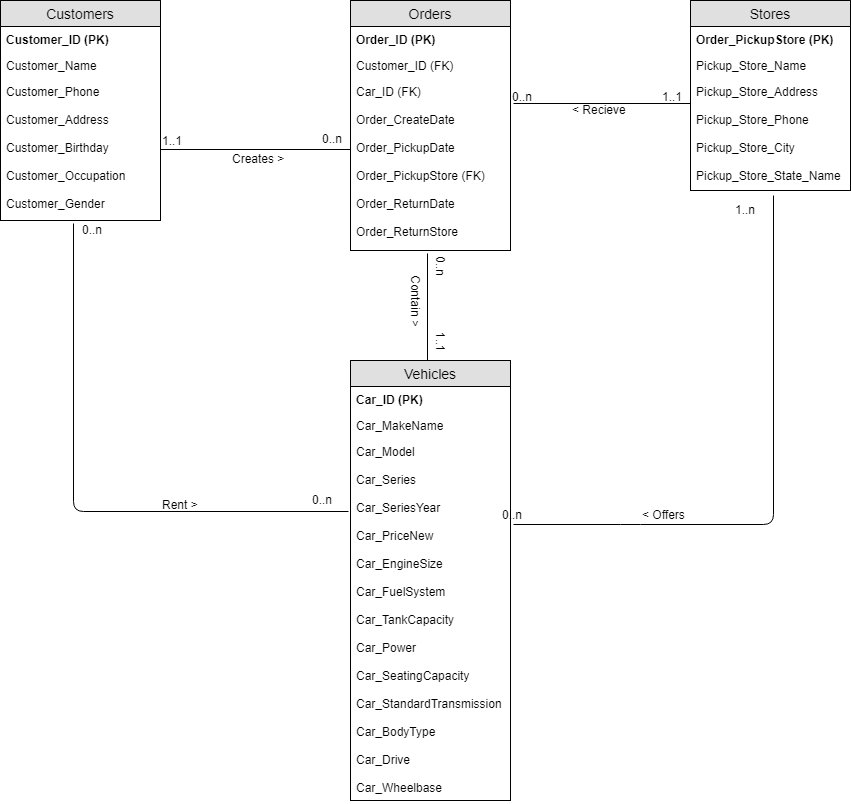 Customers
Customer_ID (PK)
Customer_Name
Customer_Phone
Customer_Address
Customer_Birthday
Customer_Occupation
Customer_Gender
Orders
Order_ID (PK)
Customer_ID (FK)
Car_ID (FK)
Order_CreateDate
Order_PickupDate
Order_PickupStore (FK)
Order_ReturnDate
Order_ReturnStore
Stores
Order_PickupStore (PK)
Pickup_Store_Name
Pickup_Store_Address
Pickup_Store_Phone
Pickup_Store_City
Pickup_Store_State_Name
1..1
Creates >
0..n
0..n
< Recieve
1..1
0..n
Contain >
1..1
0..n
Rent >
0..n
1..n
< Offers
0..n
Vehicles
Car_ID (PK)
Car_MakeName
Car_Model
Car_Series
Car_SeriesYear
Car_PriceNew
Car_EngineSize
Car_FuelSystem
Car_TankCapacity
Car_Power
Car_SeatingCapacity
Car_StandardTransmission
Car_BodyType
Car_Drive
Car_Wheelbase